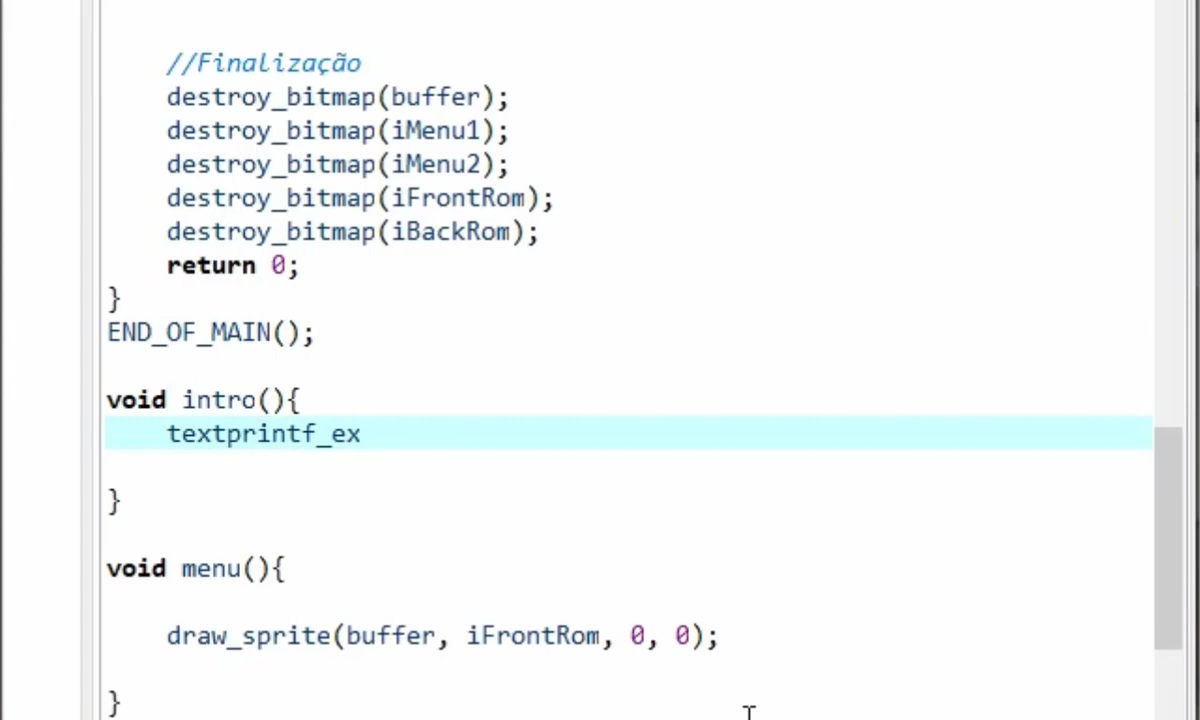 //Finalização
destroy_bitmap(buffer);
destroy_bitmap(iMenu1);
destroy_bitmap(iMenu2);
destroy_bitmap(iFrontRom);
destroy_bitmap(iBackRom);
return 0;
}
END_OF_MAIN();
void intro(){
textprintf_ex
}
void menu(){
draw_sprite(buffer, iFrontRom, 0, 0);
}